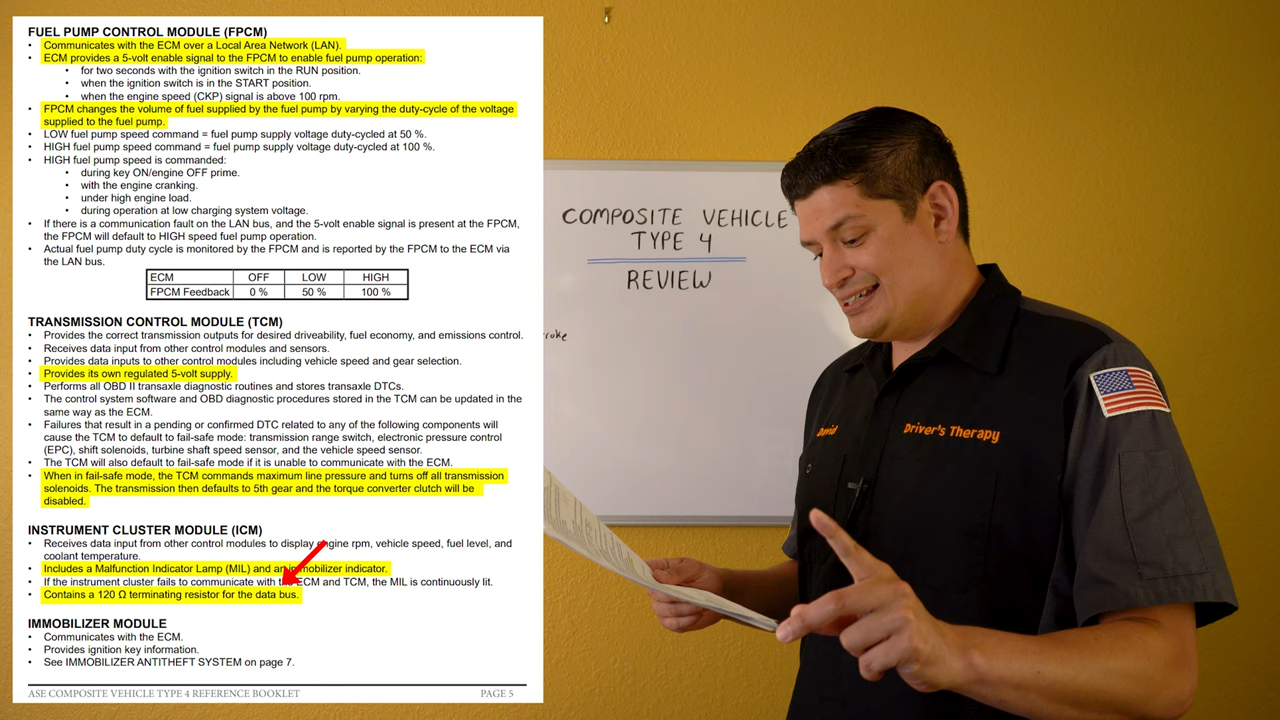 FUEL PUMP CONTROL MODULE (FPCM)
• Communicates with the ECM over a Local Area Network (LAN).
• ECM provides a 5-volt enable signal to the FPCM to enable fuel pump operation:
• for two seconds with the ignition switch in the RUN position.
• when the ignition switch is in the START position.
• when the engine speed (CKP) signal is above 100 rpm.
• FPCM changes the volume of fuel supplied by the fuel pump by varying the duty-cycle of the voltage
supplied to the fuel pump.
• LOW fuel pump speed command = fuel pump supply voltage duty-cycled at 50 %.
• HIGH fuel pump speed command = fuel pump supply voltage duty-cycled at 100 %.
• HIGH fuel pump speed is commanded:
• during key ON/engine OFF prime.
• with the engine cranking.
• under high engine load.
• during operation at low charging system voltage.
• If there is a communication fault on the LAN bus, and the 5-volt enable signal is present at the FPCM,
the FPCM will default to HIGH speed fuel pump operation.
• Actual fuel pump duty cycle is monitored by the FPCM and is reported by the FPCM to the ECM via
the LAN bus.
ECM OFF LOW HIGH
FPCM Feedback 0 % 50 % 100 %
TRANSMISSION CONTROL MODULE (TCM)
• Provides the correct transmission outputs for desired driveability, fuel economy, and emissions control.
• Receives data input from other control modules and sensors.
• Provides data inputs to other control modules including vehicle speed and gear selection.
• Provides its own regulated 5-volt supply.
• Performs all OBD II transaxle diagnostic routines and stores transaxle DTCs.
• The control system software and OBD diagnostic procedures stored in the TCM can be updated in the
same way as the ECM.
• Failures that result in a pending or confirmed DTC related to any of the following components will
cause the TCM to default to fail-safe mode: transmission range switch, electronic pressure control
(EPC), shift solenoids, turbine shaft speed sensor, and the vehicle speed sensor.
• The TCM will also default to fail-safe mode if it is unable to communicate with the ECM.
• When in fail-safe mode, the TCM commands maximum line pressure and turns off all transmission
solenoids. The transmission then defaults to 5th gear and the torque converter clutch will be
disabled.
INSTRUMENT CLUSTER MODULE (ICM)
• Receives data input from other control modules to display engine rpm, vehicle speed, fuel level, and
coolant temperature.
• Includes a Malfunction Indicator Lamp (MIL) and an immobilizer indicator.
• If the instrument cluster fails to communicate with the ECM and TCM, the MIL is continuously lit.
• Contains a 120 Ω terminating resistor for the data bus.
IMMOBILIZER MODULE
• Communicates with the ECM.
• Provides ignition key information.
• See IMMOBILIZER ANTITHEFT SYSTEM on page 7.
ASE COMPOSITE VEHICLE TYPE 4 REFERENCE BOOKLET PAGE 5
COMPOSITE VEHICLE
TYPE 4
REVIEW
roke
David
Driver's Therapy